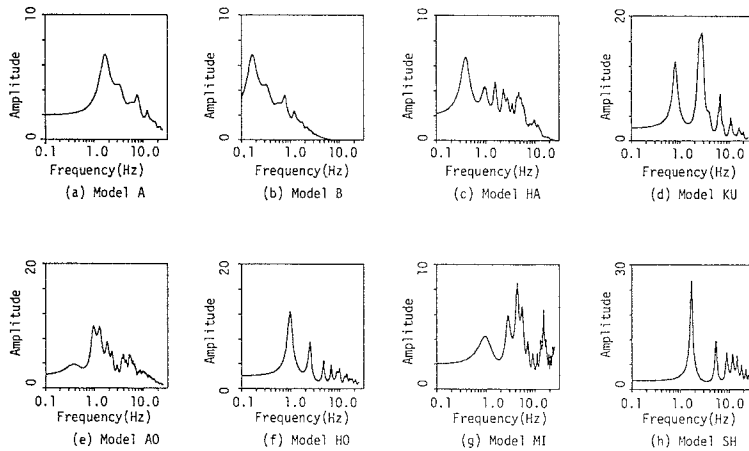 10
Amplitude
0
0.1 1.0 10.0
Frequency(Hz)
(a) Model A
10
Amplitude
0
0.1 1.0 10.0
Frequency(Hz)
(b) Model B
10
Amplitude
0
0.1 1.0 10.0
Frequency(Hz)
(c) Model HA
20
Amplitude
0
0.1 1.0 10.0
Frequency(Hz)
(d) Model KU
20
Amplitude
0
0.1 1.0 10.0
Frequency(Hz)
(e) Model AO
20
Amplitude
0
0.1 1.0 10.0
Frequency(Hz)
(f) Model HO
10
Amplitude
0
0.1 1.0 10.0
Frequency(Hz)
(g) Model MI
30
Amplitude
0
0.1 1.0 10.0
Frequency(Hz)
(h) Model SH